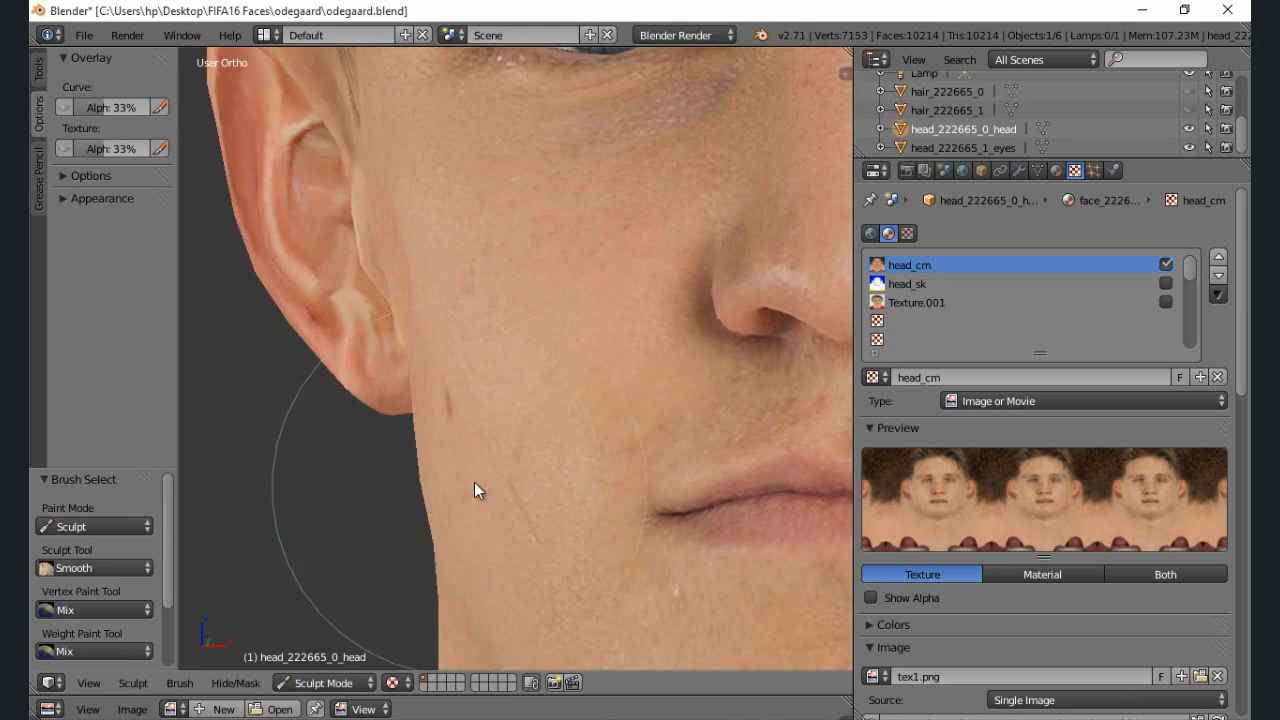 Blender* [C:\Users\hp\Desktop\FIFA16 Faces\odegaard\odegaard.blend]
File Render Window Help Default Scene Blender Render v2.71 | Verts:7153 | Faces:10214 | Tris:10214 | Objects:1/6 | Lamps:0/1 | Mem:107.23M | head_22
Tools
Options
Grease Pencil
Overlay
Curve:
Alph: 33%
Texture:
Alph: 33%
Options
Appearance
Brush Select
Paint Mode
Sculpt
Sculpt Tool
Smooth
Vertex Paint Tool
Mix
Weight Paint Tool
Mix
User Ortho
(1) head_222665_0_head
View Sculpt Brush Hide/Mask Sculpt Mode
View Image New Open View
View Search All Scenes
Lamp
hair_222665_0
hair_222665_1
head_222665_0_head
head_222665_1_eyes
head_222665_0_h... face_2226... head_cm
head_cm
head_sk
Texture.001
head_cm F
Type: Image or Movie
Preview
Texture Material Both
Show Alpha
Colors
Image
tex1.png F
Source: Single Image